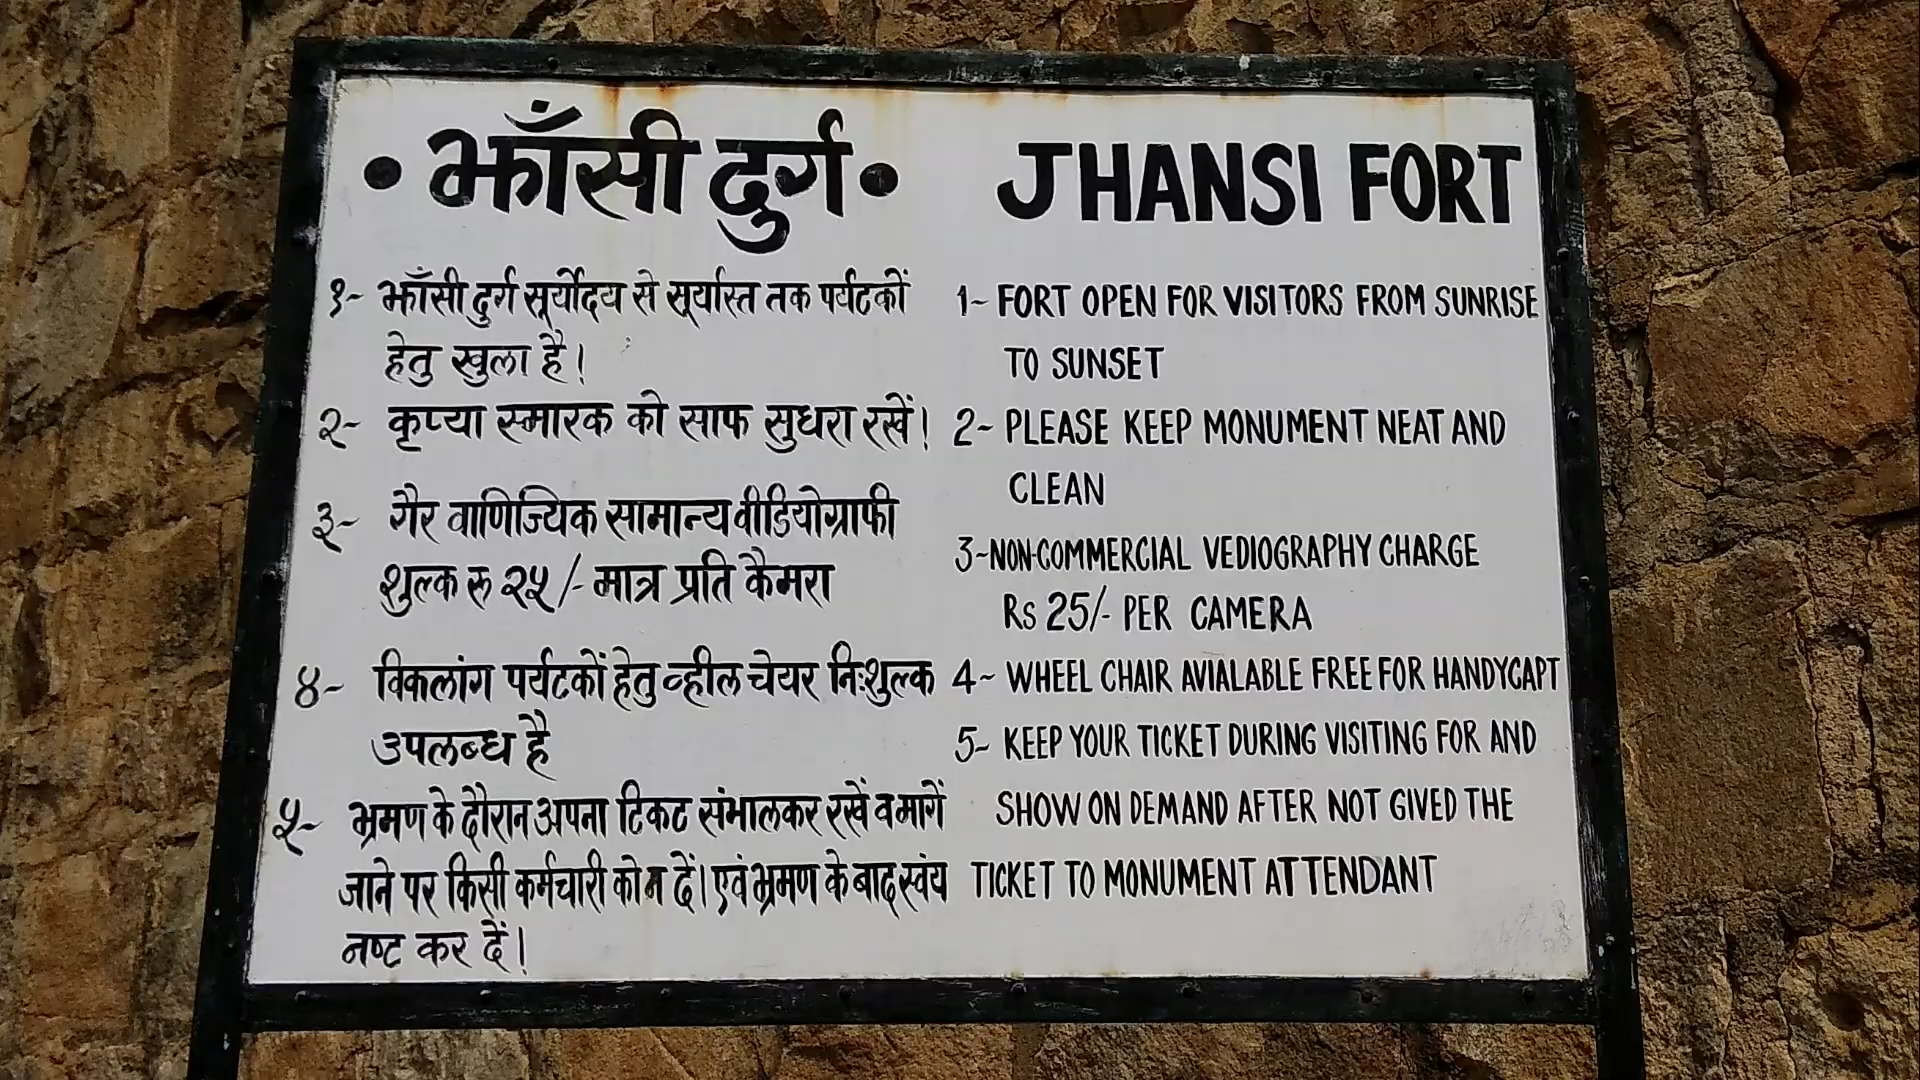 • झाँसी दुर्ग •
१- झाँसी दुर्ग सूर्योदय से सूर्यास्त तक पर्यटकों
हेतु खुला है।
२- कृप्या स्मारक को साफ सुधरा रखें।
३- गैर वाणिज्यिक सामान्य वीडियोग्राफी
शुल्क रू २५/- मात्र प्रति कैमरा
४- विकलांग पर्यटकों हेतु व्हील चेयर निःशुल्क
उपलब्ध है
५- भ्रमण के दौरान अपना टिकट संभालकर रखें व मागें
जाने पर किसी कर्मचारी को न दें। एवं भ्रमण के बाद स्वंय
नष्ट कर दें।
JHANSI FORT
1- FORT OPEN FOR VISITORS FROM SUNRISE
TO SUNSET
2- PLEASE KEEP MONUMENT NEAT AND
CLEAN
3-NON-COMMERCIAL VEDIOGRAPHY CHARGE
Rs 25/- PER CAMERA
4- WHEEL CHAIR AVIALABLE FREE FOR HANDYCAPT
5- KEEP YOUR TICKET DURING VISITING FOR AND
SHOW ON DEMAND AFTER NOT GIVED THE
TICKET TO MONUMENT ATTENDANT